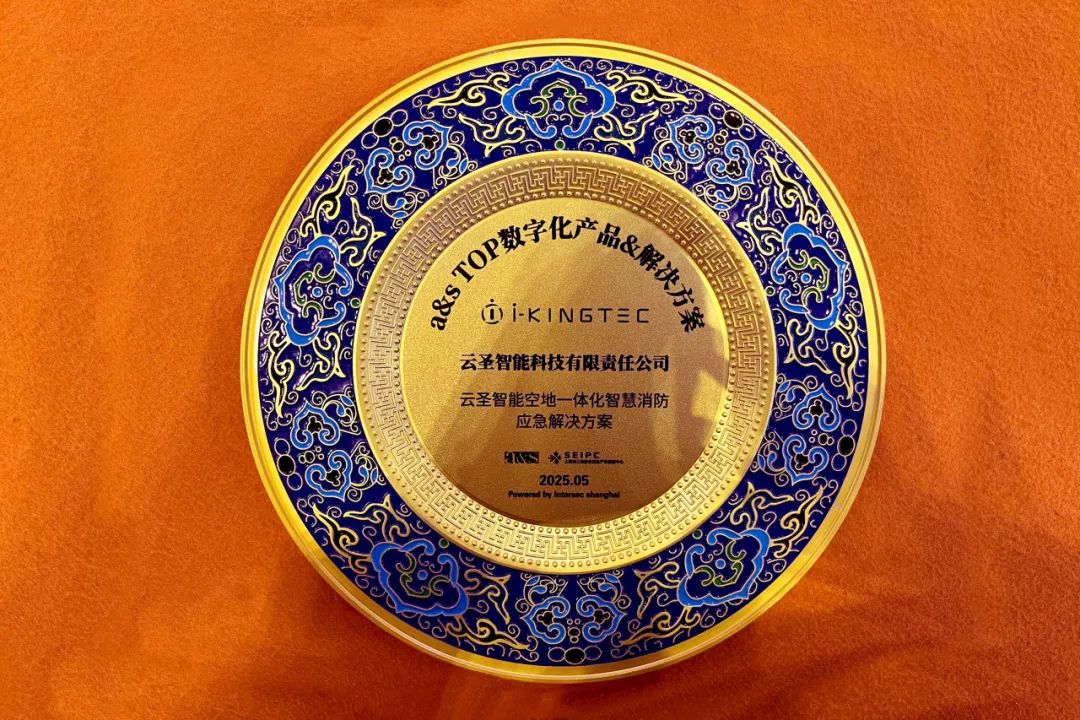 a&s TOP数字化产品&解决方案
i-KINGTEC
云圣智能科技有限责任公司
云圣智能空地一体化智慧消防
应急解决方案
a&s SEIPC
2025.05
Powered by Intersec shanghai